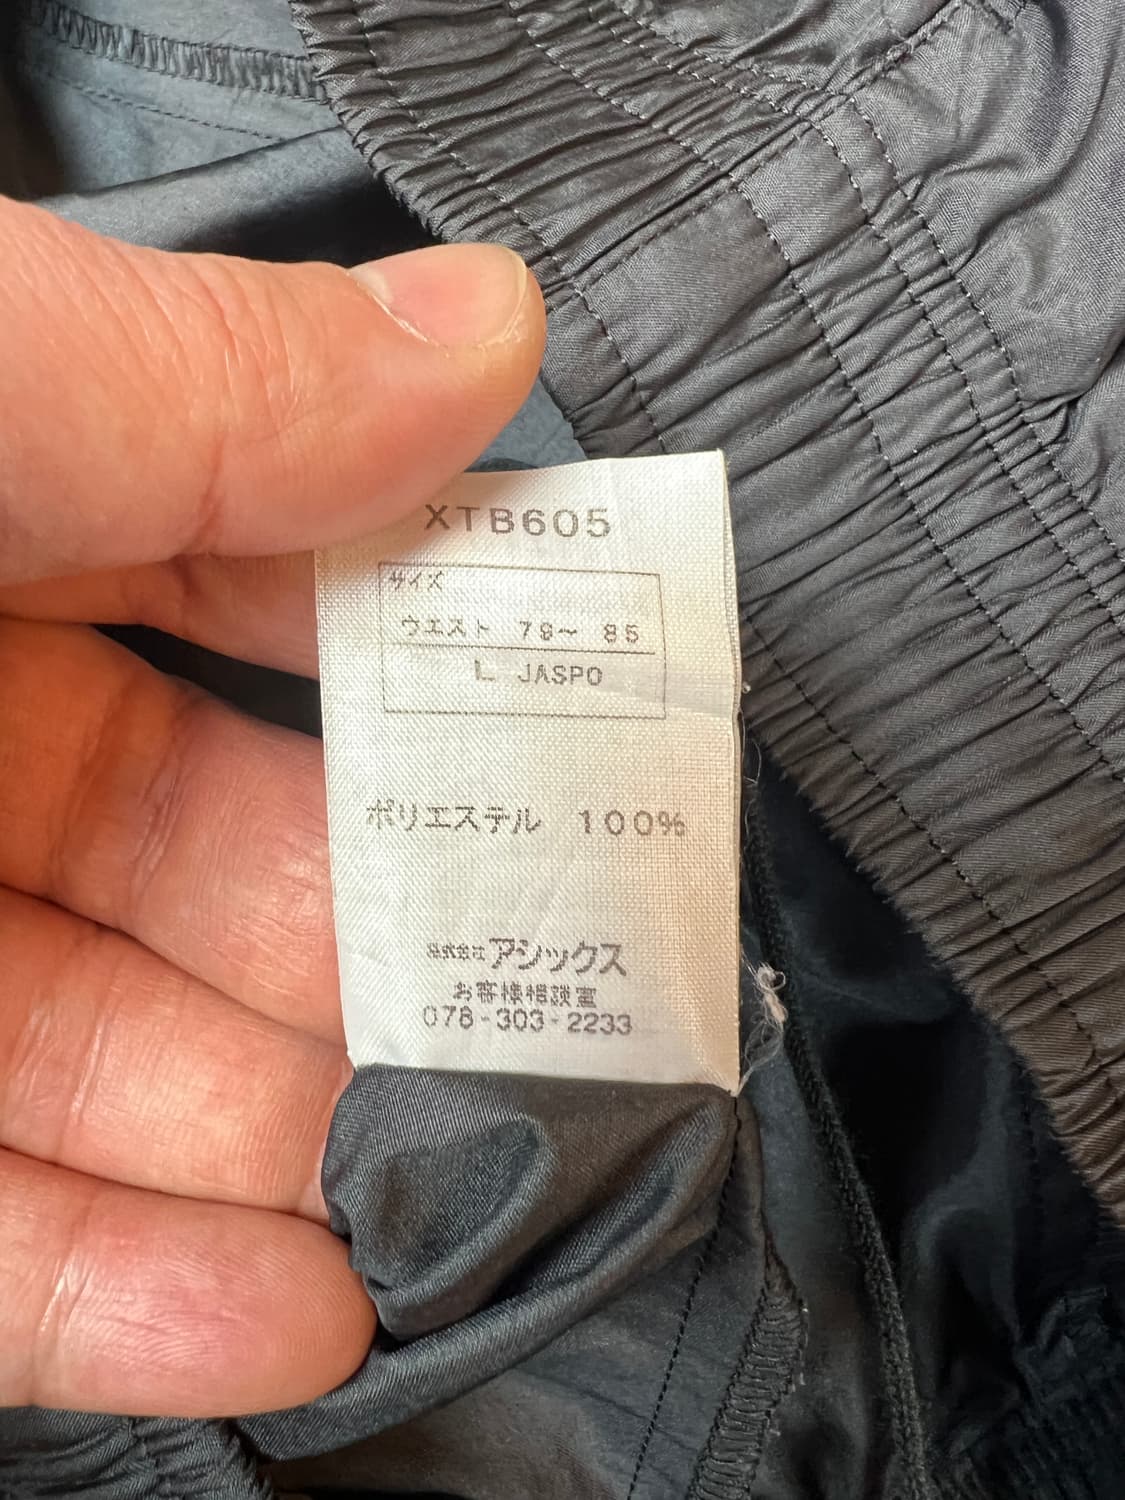 XTB605
サイズ
ウエスト 79～ 85
L JASPO
ポリエステル 100%
株式会社アシックス
お客様相談室
078-303-2233